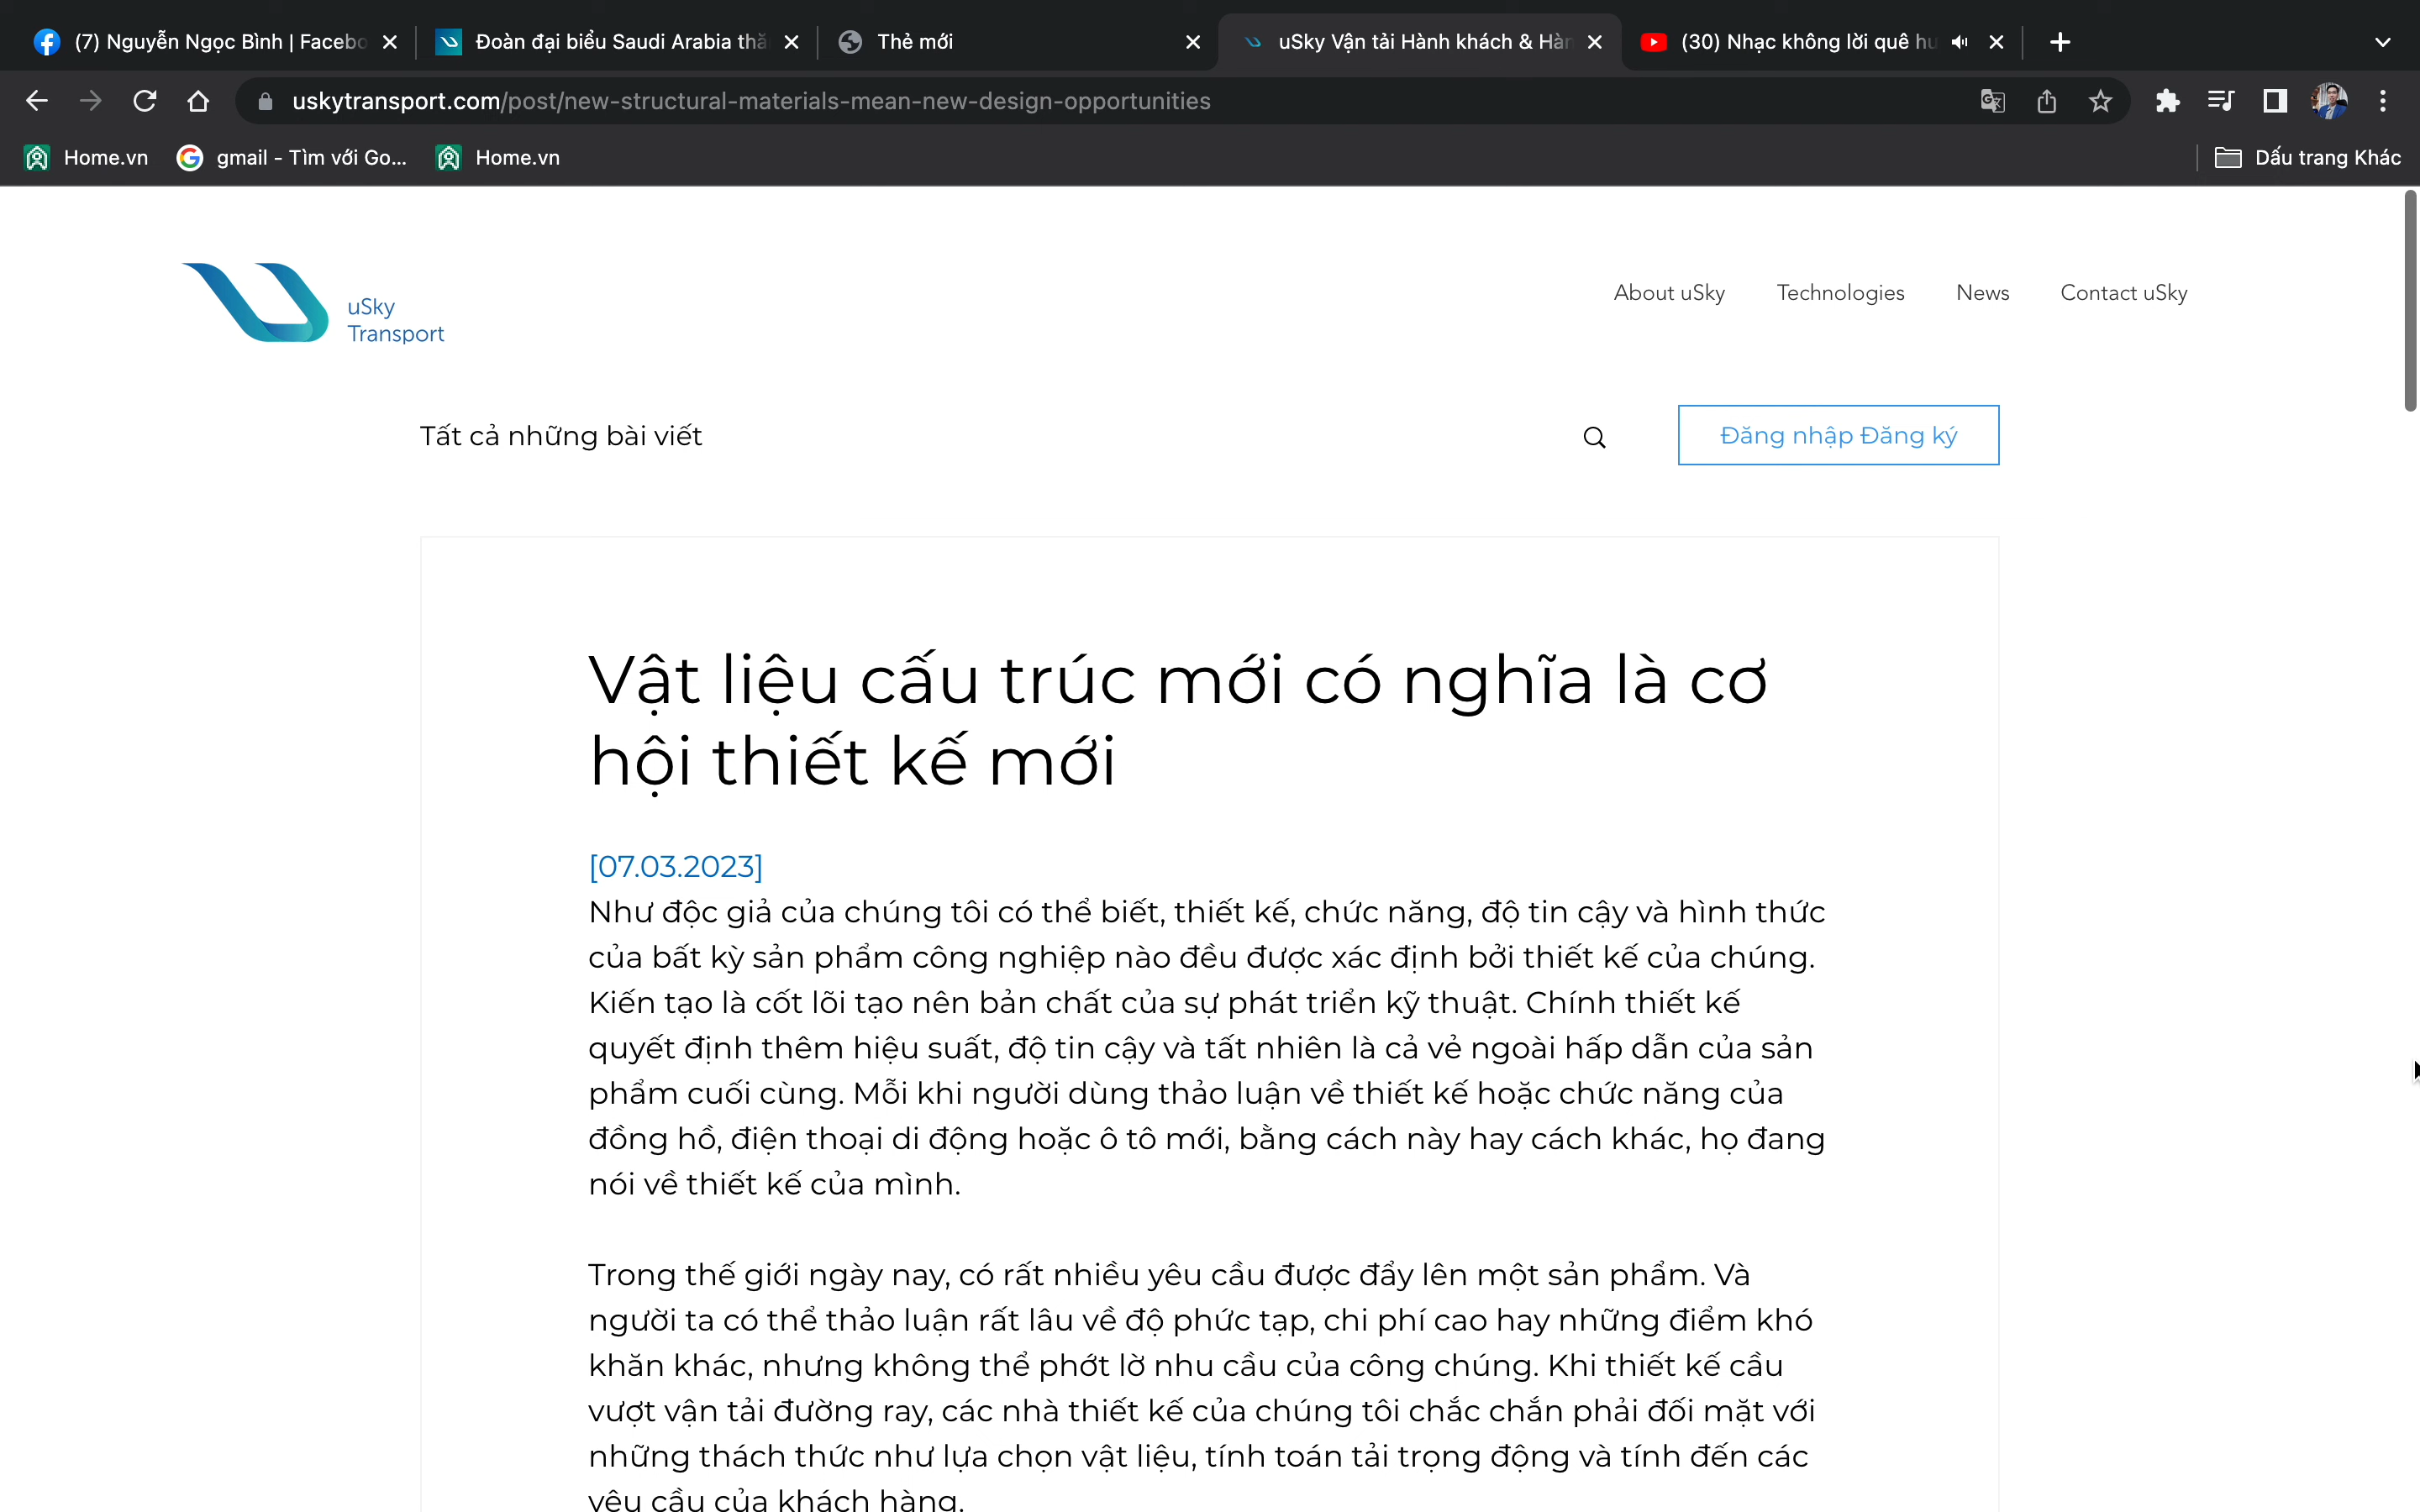 (7) Nguyễn Ngọc Bình | Facebo
Đoàn đại biểu Saudi Arabia thă
Thẻ mới
uSky Vận tải Hành khách & Hàn
(30) Nhạc không lời quê hư
uskytransport.com/post/new-structural-materials-mean-new-design-opportunities
Home.vn
gmail - Tìm với Go...
Home.vn
Dấu trang Khác
uSky
Transport
About uSky
Technologies
News
Contact uSky
Tất cả những bài viết
Đăng nhập Đăng ký
Vật liệu cấu trúc mới có nghĩa là cơ
hội thiết kế mới
[07.03.2023]
Như độc giả của chúng tôi có thể biết, thiết kế, chức năng, độ tin cậy và hình thức
của bất kỳ sản phẩm công nghiệp nào đều được xác định bởi thiết kế của chúng.
Kiến tạo là cốt lõi tạo nên bản chất của sự phát triển kỹ thuật. Chính thiết kế
quyết định thêm hiệu suất, độ tin cậy và tất nhiên là cả vẻ ngoài hấp dẫn của sản
phẩm cuối cùng. Mỗi khi người dùng thảo luận về thiết kế hoặc chức năng của
đồng hồ, điện thoại di động hoặc ô tô mới, bằng cách này hay cách khác, họ đang
nói về thiết kế của mình.
Trong thế giới ngày nay, có rất nhiều yêu cầu được đẩy lên một sản phẩm. Và
người ta có thể thảo luận rất lâu về độ phức tạp, chi phí cao hay những điểm khó
khăn khác, nhưng không thể phớt lờ nhu cầu của công chúng. Khi thiết kế cầu
vượt vận tải đường ray, các nhà thiết kế của chúng tôi chắc chắn phải đối mặt với
những thách thức như lựa chọn vật liệu, tính toán tải trọng động và tính đến các
yêu cầu của khách hàng.